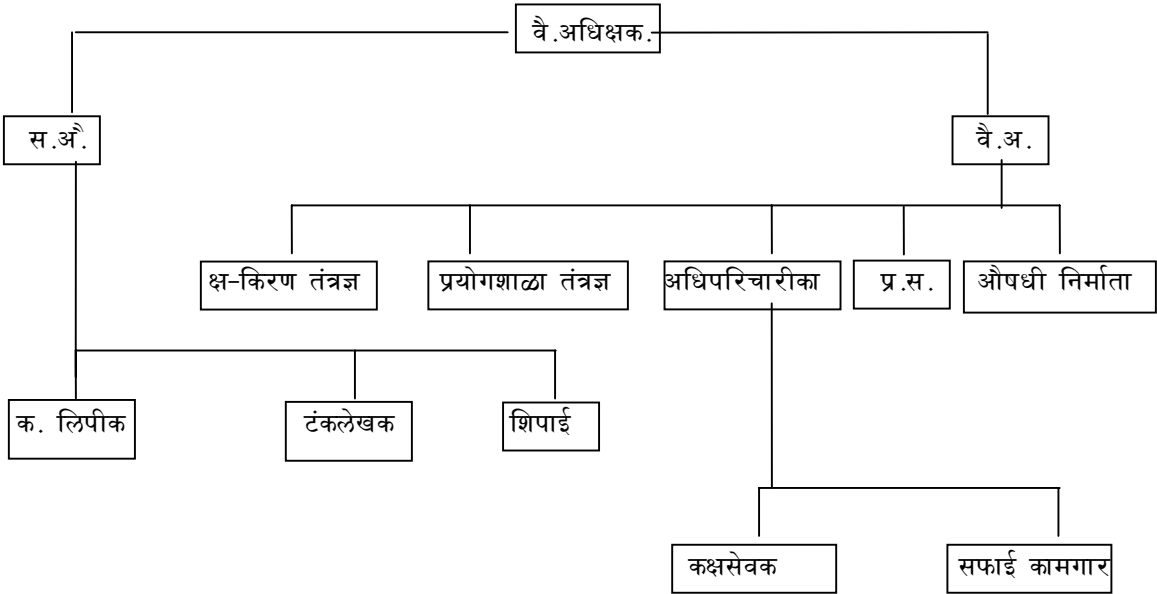 वै.अधिक्षक.
स.अै.
वै.अ.
क्ष-किरण तंत्रज्ञ
प्रयोगशाळा तंत्रज्ञ
अधिपरिचारीका
प्र.स.
औषधी निर्माता
क. लिपीक
टंकलेखक
शिपाई
कक्षसेवक
सफाई कामगार